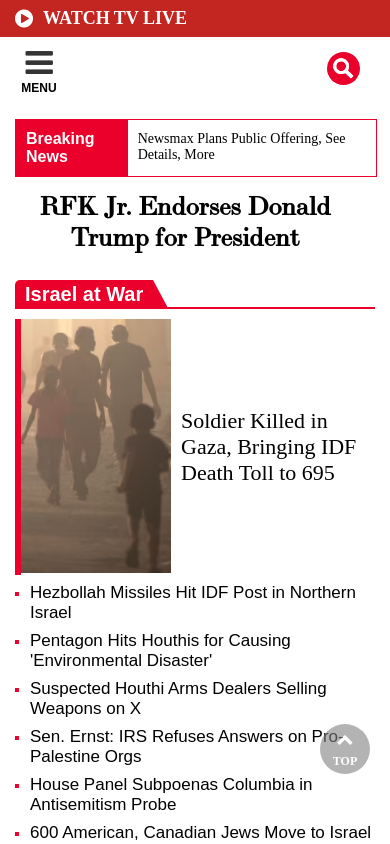 WATCH TV LIVE
MENU
Breaking
News
Newsmax Plans Public Offering, See
Details, More
RFK Jr. Endorses Donald
Trump for President
Israel at War
Soldier Killed in
Gaza, Bringing IDF
Death Toll to 695
Hezbollah Missiles Hit IDF Post in Northern
Israel
Pentagon Hits Houthis for Causing
'Environmental Disaster'
Suspected Houthi Arms Dealers Selling
Weapons on X
Sen. Ernst: IRS Refuses Answers on Pro-
Palestine Orgs
TOP
House Panel Subpoenas Columbia in
Antisemitism Probe
600 American, Canadian Jews Move to Israel